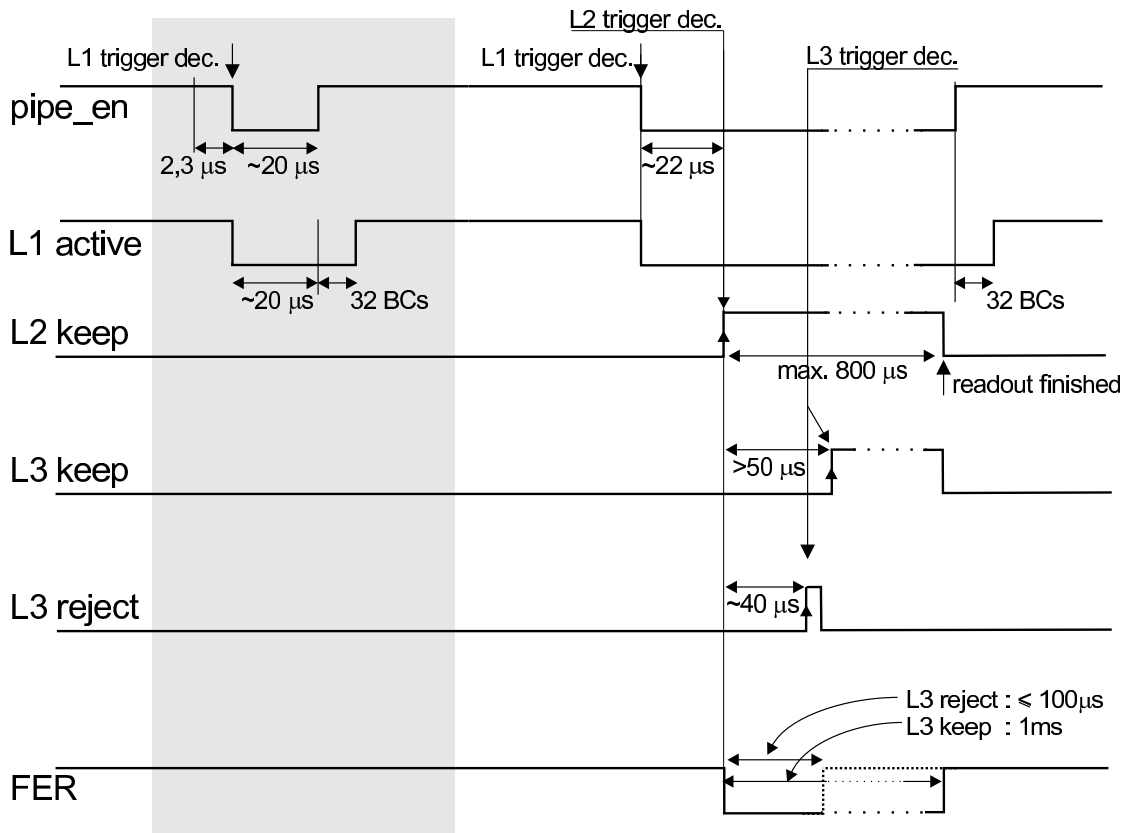 L2 trigger dec.
L1 trigger dec.
L1 trigger dec.
L3 trigger dec.
pipe_en
2,3 μs
~20 μs
~22 μs
L1 active
~20 μs
32 BCs
32 BCs
L2 keep
max. 800 μs
readout finished
L3 keep
>50 μs
L3 reject
~40 μs
L3 reject : ⩽ 100μs
L3 keep : 1ms
FER